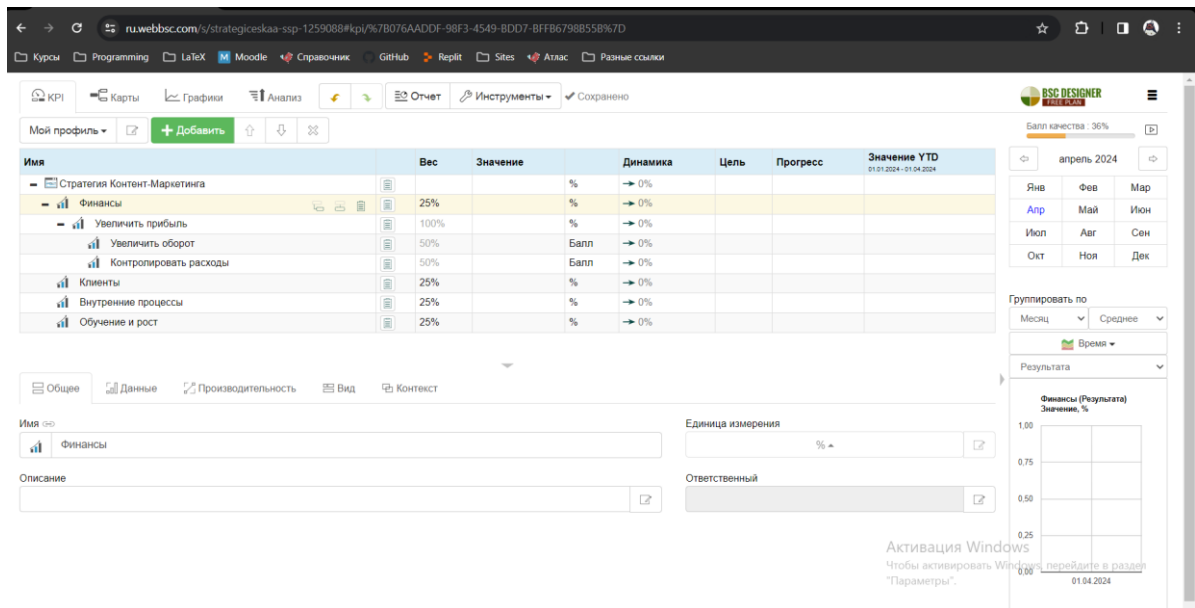 ru.webbsc.com/s/strategiceskaa-ssp-1259088#kpi/%7B076AADDF-98F3-4549-BDD7-BFFB6798B55B%7D
Курсы Programming LaTeX M Moodle Справочник GitHub Replit Sites Атлас Разные ссылки
KPI Карты Графики Анализ Отчет Инструменты Сохранено BSC DESIGNER FREE PLAN
Мой профиль + Добавить Балл качества : 36%
Имя Вес Значение Динамика Цель Прогресс Значение YTD
01.01.2024 - 01.04.2024
апрель 2024
Стратегия Контент-Маркетинга % 0%
Финансы 25% % 0%
Увеличить прибыль 100% % 0%
Увеличить оборот 50% Балл 0%
Контролировать расходы 50% Балл 0%
Клиенты 25% % 0%
Внутренние процессы 25% % 0%
Обучение и рост 25% % 0%
Янв Фев Мар
Апр Май Июн
Июл Авг Сен
Окт Ноя Дек
Группировать по
Месяц Среднее
Время
Результата
Общее Данные Производительность Вид Контекст
Имя Единица измерения
Финансы %
Описание Ответственный
Финансы (Результата)
Значение, %
1,00
0,75
0,50
0,25
0,00
01.04.2024
Активация Windows
Чтобы активировать Windows, перейдите в раздел
"Параметры".